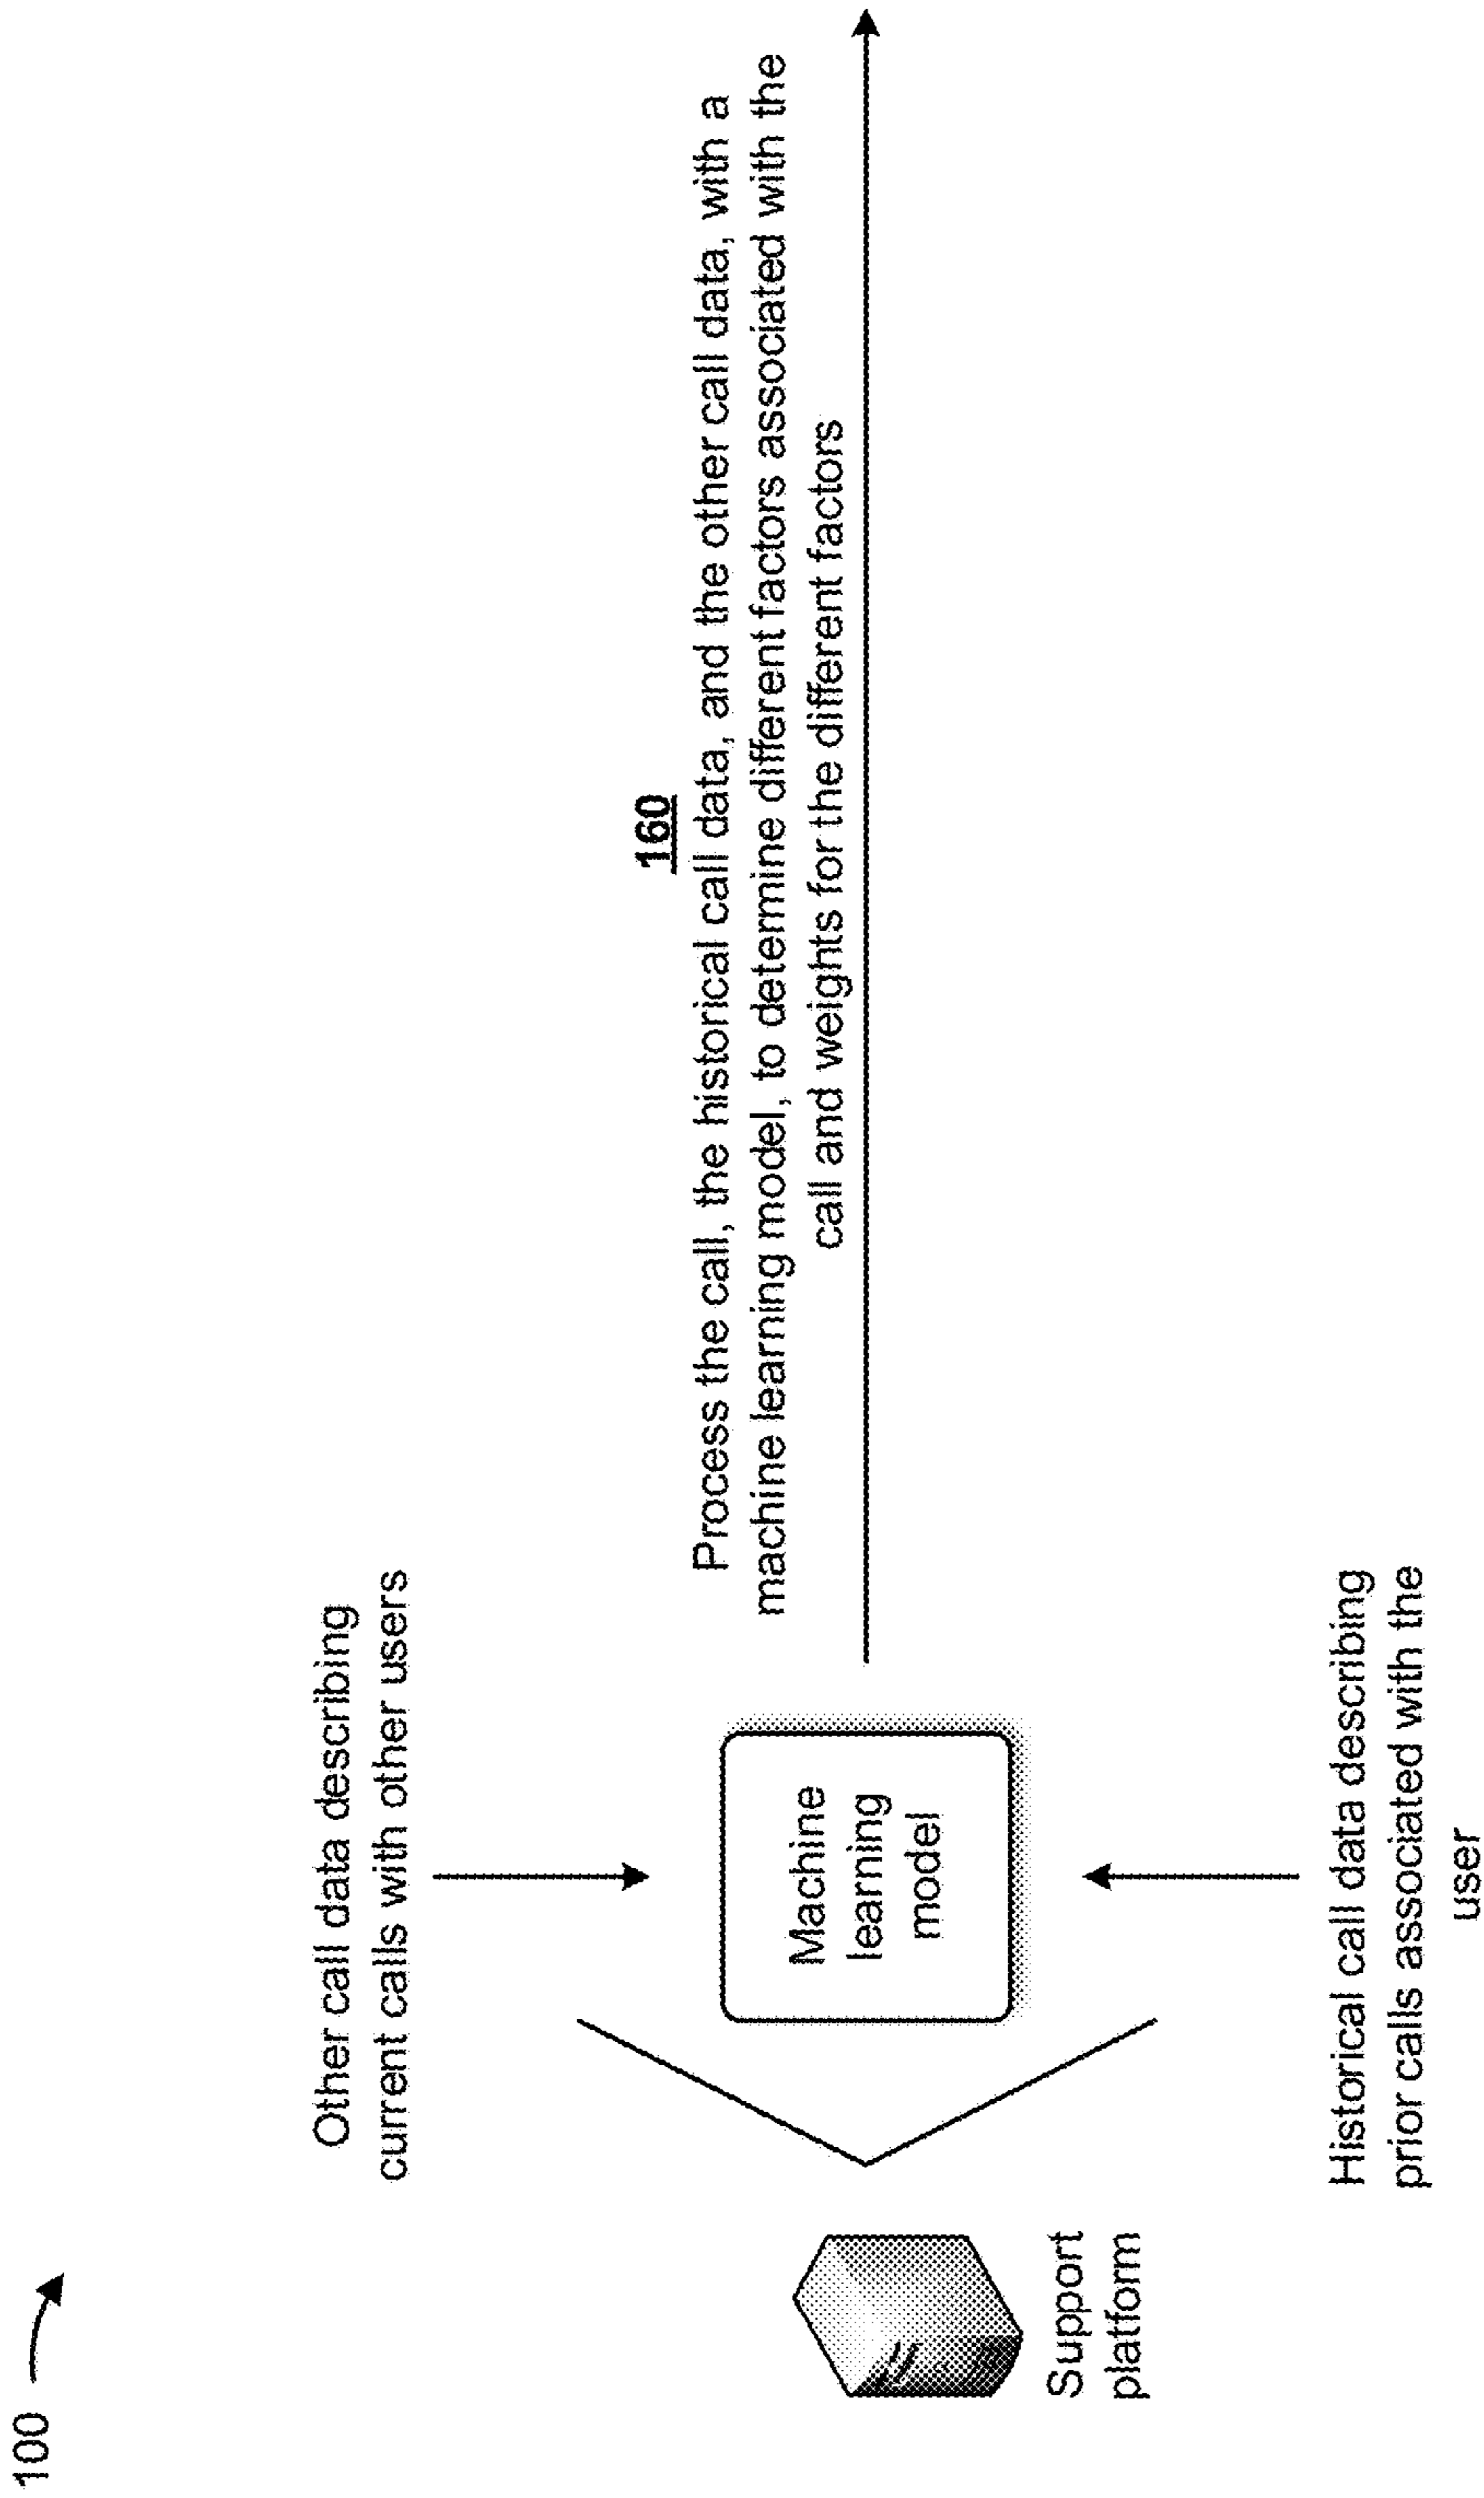 100
Other call data describing
current calls with other users
160
Process the call, the historical call data, and the other call data, with a
machine learning model, to determine different factors associated with the
call and weights for the different factors
Machine
learning
model
Support
platform
Historical call data describing
prior calls associated with the
user